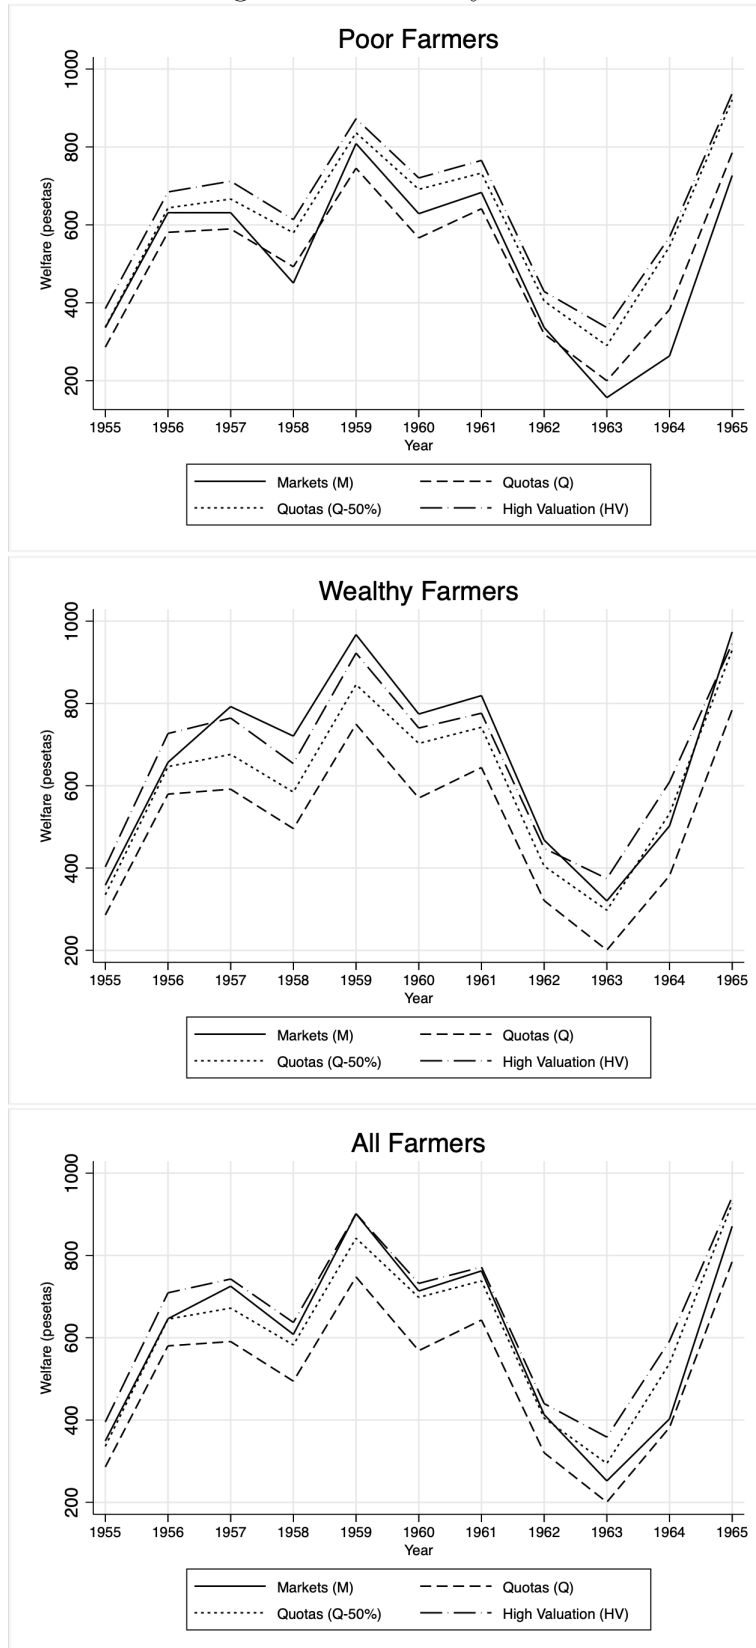 Poor Farmers
1000
800
600
400
200
Welfare (pesetas)
1955 1956 1957 1958 1959 1960 1961 1962 1963 1964 1965
Year
Markets (M) Quotas (Q)
Quotas (Q-50%) High Valuation (HV)
Wealthy Farmers
1000
800
600
400
200
Welfare (pesetas)
1955 1956 1957 1958 1959 1960 1961 1962 1963 1964 1965
Year
Markets (M) Quotas (Q)
Quotas (Q-50%) High Valuation (HV)
All Farmers
1000
800
600
400
200
Welfare (pesetas)
1955 1956 1957 1958 1959 1960 1961 1962 1963 1964 1965
Year
Markets (M) Quotas (Q)
Quotas (Q-50%) High Valuation (HV)